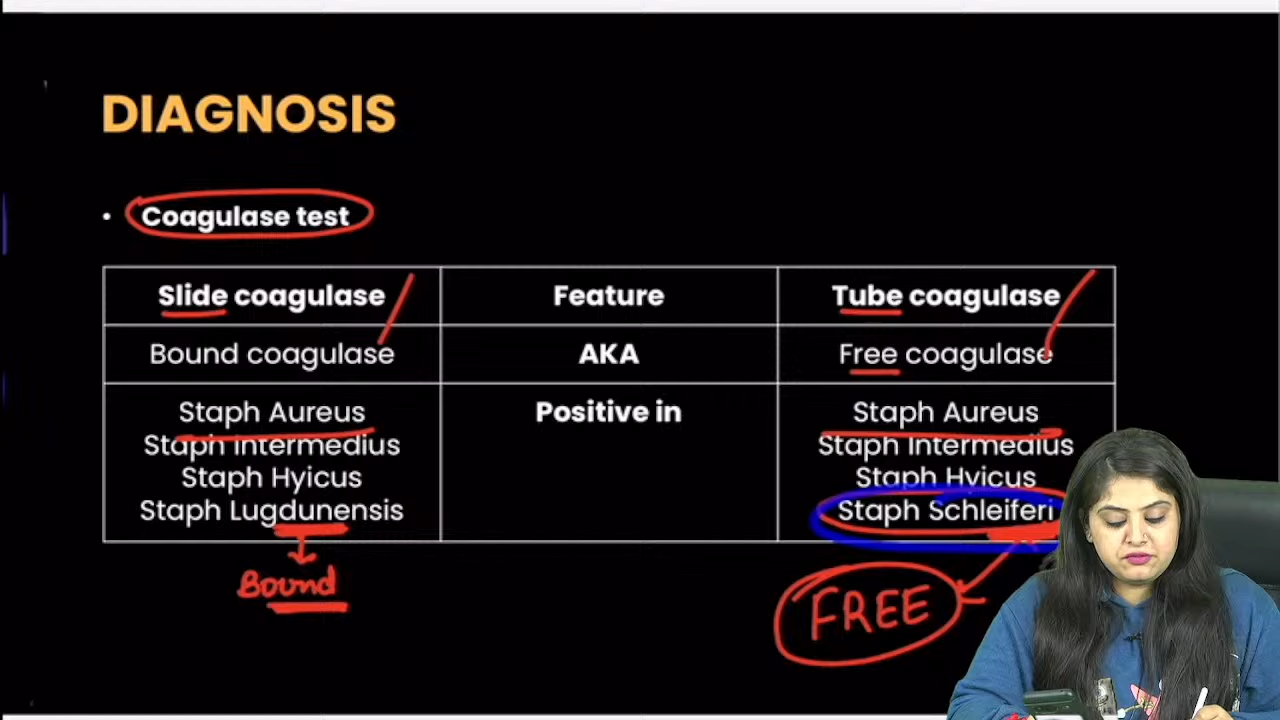 DIAGNOSIS
• Coagulase test
Slide coagulase Feature Tube coagulase
Bound coagulase AKA Free coagulase
Staph Aureus Positive in Staph Aureus
Staph Intermedius Staph Intermedius
Staph Hyicus Staph Hyicus
Staph Lugdunensis Staph Schleiferi
Bound
FREE